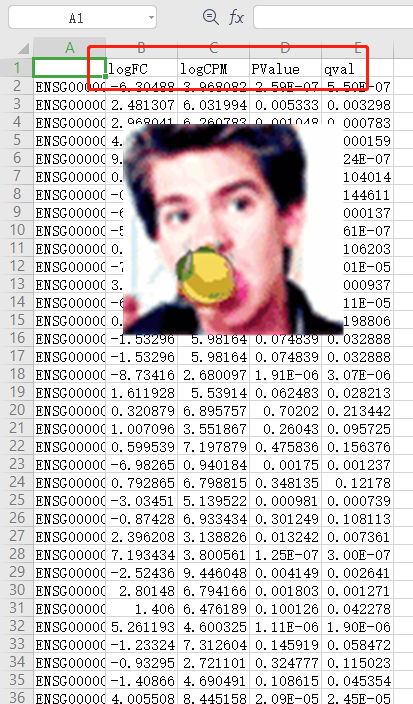 A1 fx
A B C D E
1 logFC logCPM PValue qval
2 ENSG00000 -6.30488 3.968082 2.59E-07 5.50E-07
3 ENSG00000 2.481307 6.031994 0.005333 0.003298
4 ENSG00000 2.968041 6.260783 0.001048 0.000783
5 ENSG00000 4. 000159
6 ENSG00000 9. 24E-07
7 ENSG00000 0. 104014
8 ENSG00000 -0 144611
9 ENSG00000 -6 000137
10 ENSG00000 -5 61E-07
11 ENSG00000 0. 106203
12 ENSG00000 -7 01E-05
13 ENSG00000 3. 000937
14 ENSG00000 -6 11E-05
15 ENSG00000 0. 198806
16 ENSG00000 -1.53296 5.98164 0.074839 0.032888
17 ENSG00000 -1.53296 5.98164 0.074839 0.032888
18 ENSG00000 -8.73416 2.680097 1.91E-06 3.07E-06
19 ENSG00000 1.611928 5.53914 0.062483 0.028213
20 ENSG00000 0.320879 6.895757 0.70202 0.213442
21 ENSG00000 1.007096 3.551867 0.26043 0.095725
22 ENSG00000 0.599539 7.197879 0.475836 0.156376
23 ENSG00000 -6.98265 0.940184 0.00175 0.001237
24 ENSG00000 0.792865 6.798815 0.348135 0.12178
25 ENSG00000 -3.03451 5.139522 0.000981 0.000739
26 ENSG00000 -0.87428 6.933434 0.301249 0.108113
27 ENSG00000 2.396208 3.138826 0.013242 0.007361
28 ENSG00000 7.193434 3.800561 1.25E-07 3.00E-07
29 ENSG00000 -2.52436 9.446048 0.004149 0.002641
30 ENSG00000 2.80148 6.794166 0.001803 0.001271
31 ENSG00000 1.406 6.476189 0.100126 0.042278
32 ENSG00000 5.261193 4.600325 1.11E-06 1.90E-06
33 ENSG00000 -1.23324 7.312604 0.145919 0.058472
34 ENSG00000 -0.93295 2.721101 0.324777 0.115023
35 ENSG00000 -1.40866 4.690491 0.108615 0.045354
36 ENSG00000 4.005508 8.445158 2.09E-05 2.45E-05